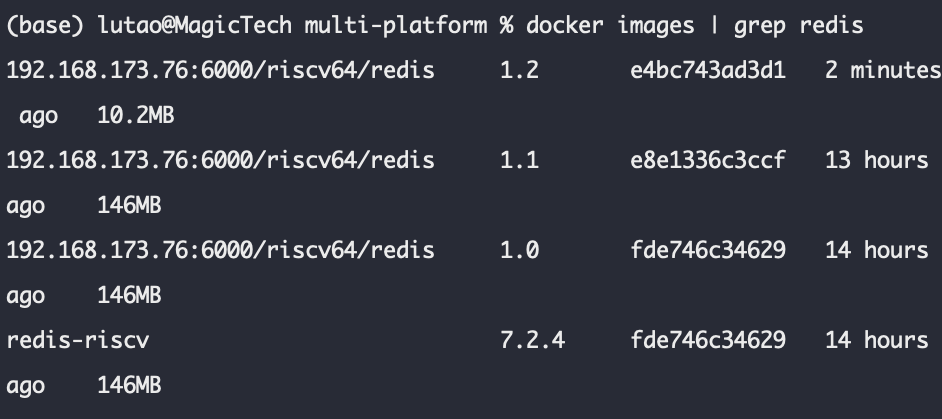 (base) lutao@MagicTech multi-platform % docker images | grep redis
192.168.173.76:6000/riscv64/redis     1.2       e4bc743ad3d1   2 minutes
 ago   10.2MB
192.168.173.76:6000/riscv64/redis     1.1       e8e1336c3ccf   13 hours
ago    146MB
192.168.173.76:6000/riscv64/redis     1.0       fde746c34629   14 hours
ago    146MB
redis-riscv                           7.2.4     fde746c34629   14 hours
ago    146MB